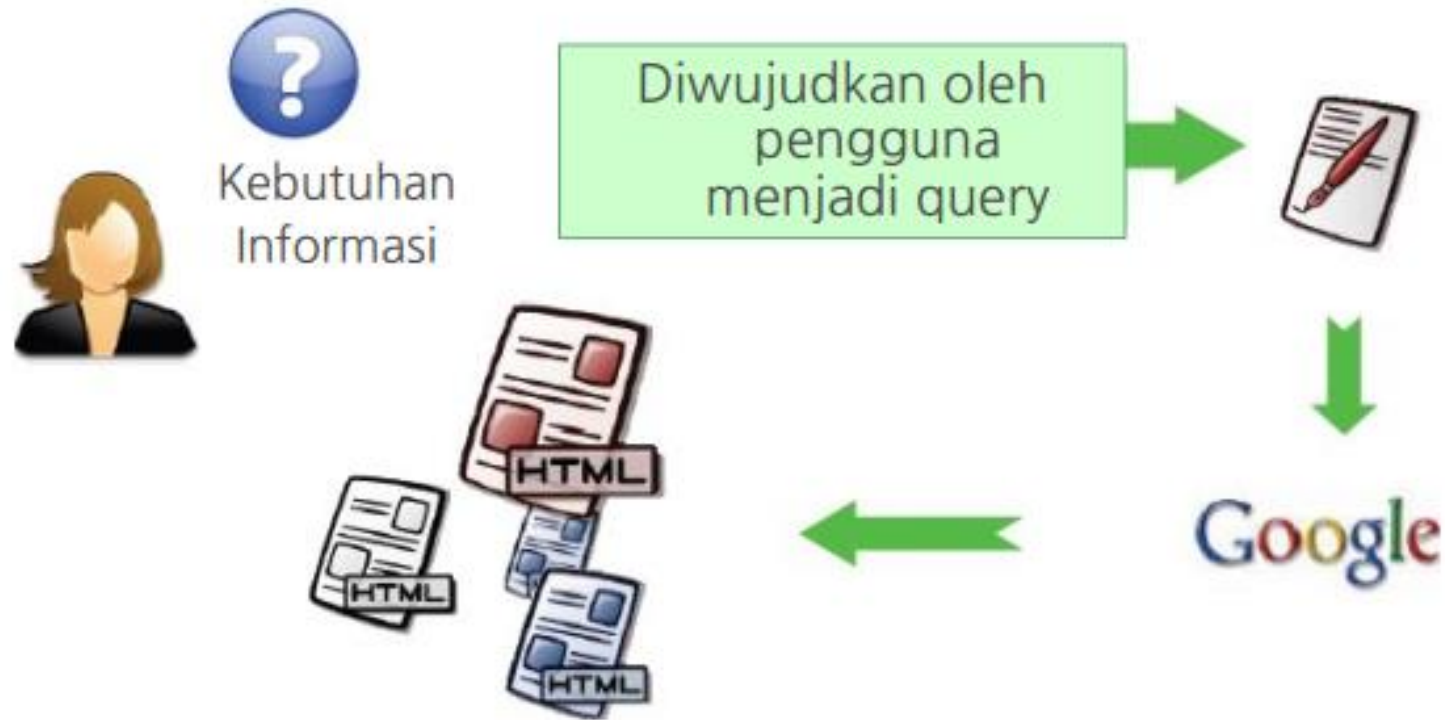 ?
Kebutuhan
Informasi
Diwujudkan oleh
pengguna
menjadi query
Google
HTML
HTML
HTML